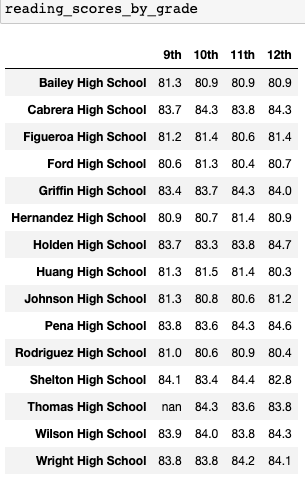 reading_scores_by_grade
9th 10th 11th 12th
Bailey High School 81.3 80.9 80.9 80.9
Cabrera High School 83.7 84.3 83.8 84.3
Figueroa High School 81.2 81.4 80.6 81.4
Ford High School 80.6 81.3 80.4 80.7
Griffin High School 83.4 83.7 84.3 84.0
Hernandez High School 80.9 80.7 81.4 80.9
Holden High School 83.7 83.3 83.8 84.7
Huang High School 81.3 81.5 81.4 80.3
Johnson High School 81.3 80.8 80.6 81.2
Pena High School 83.8 83.6 84.3 84.6
Rodriguez High School 81.0 80.6 80.9 80.4
Shelton High School 84.1 83.4 84.4 82.8
Thomas High School nan 84.3 83.6 83.8
Wilson High School 83.9 84.0 83.8 84.3
Wright High School 83.8 83.8 84.2 84.1